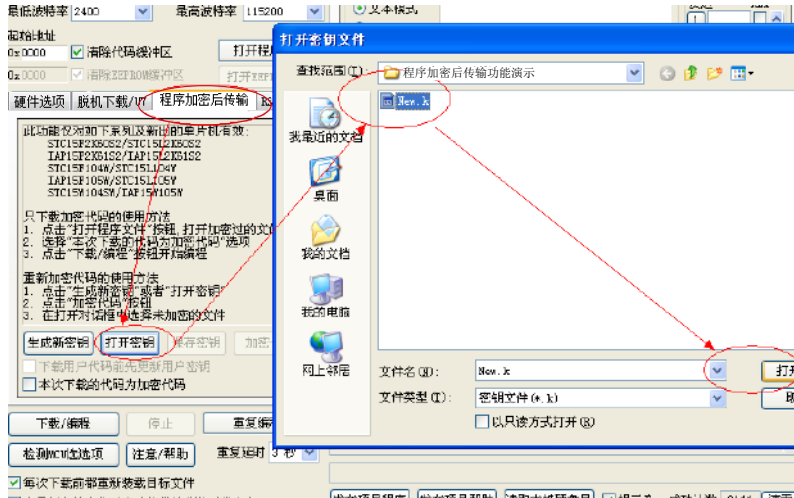 最低波特率 2400 最高波特率 115200 文本模式
起始地址
0x0000 清除代码缓冲区 打开程
0x0000 清除EEPROM缓冲区 打开EEP
硬件选项 脱机下载/U7 程序加密后传输
此功能仅对如下系列及新出的单片机有效:
STC15F2K60S2/STC15L2K60S2
IAP15F2K61S2/IAP15L2K61S2
STC15F104W/STC15L104W
IAP15F105W/STC15L105W
STC15W104SW/IAP15W105W
只下载加密代码的使用方法
1. 点击"打开程序文件"按钮, 打开加密过的文
2. 选择"本次下载的代码为加密代码"选项
3. 点击"下载/编程"按钮开始编程
重新加密代码的使用方法
1. 点击"生成新密钥"或者"打开密钥
2. 点击"加密代码"按钮
3. 在打开对话框中选择未加密的文件
生成新密钥 打开密钥 保存密钥 加密
下载用户代码前先更新用户密钥
本次下载的代码为加密代码
下载/编程 停止 重复编
检测MCU选项 注意/帮助 重复延时 3 秒
每次下载前都重新装载目标文件
打开密钥文件
查找范围(I): 程序加密后传输功能演示
New.k
我最近的文档
桌面
我的文档
我的电脑
网上邻居
文件名(N): New.k 打开
文件类型(T): 密钥文件(*.k) 取
以只读方式打开(R)